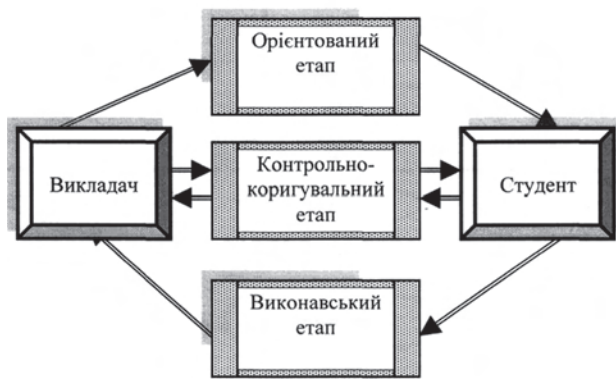 Орієнтований
етап
Викладач
Контрольно-
коригувальний
етап
Студент
Виконавський
етап